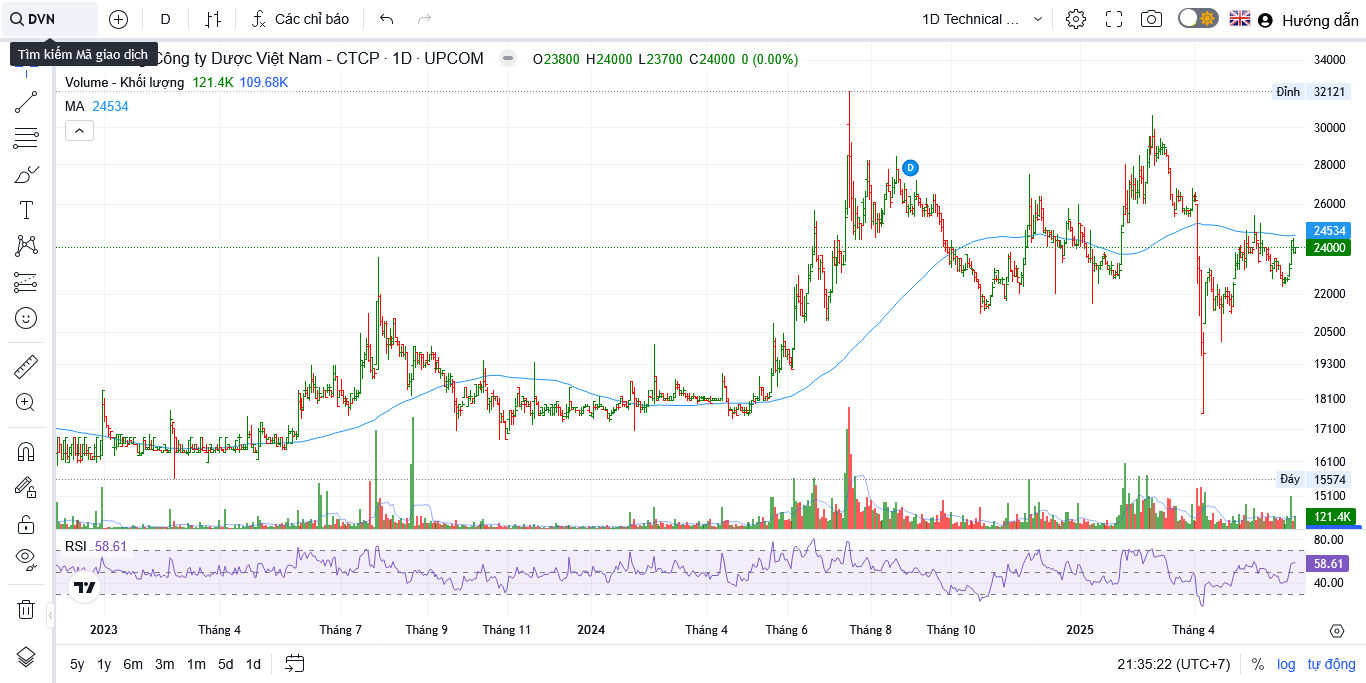 DVN D Các chỉ báo 1D Technical ... Hướng dẫn
Tìm kiếm Mã giao dịch
Công ty Dược Việt Nam - CTCP · 1D · UPCOM O23800 H24000 L23700 C24000 0 (0.00%)
Volume - Khối lượng 121.4K 109.68K
MA 24534
34000
Đỉnh 32121
30000
28000
D
26000
24534
24000
22000
20500
19300
18100
17100
16100
Đáy 15574
15100
121.4K
RSI 58.61
80.00
58.61
40.00
2023 Tháng 4 Tháng 7 Tháng 9 Tháng 11 2024 Tháng 4 Tháng 6 Tháng 8 Tháng 10 2025 Tháng 4
5y 1y 6m 3m 1m 5d 1d 21:35:22 (UTC+7) % log tự động